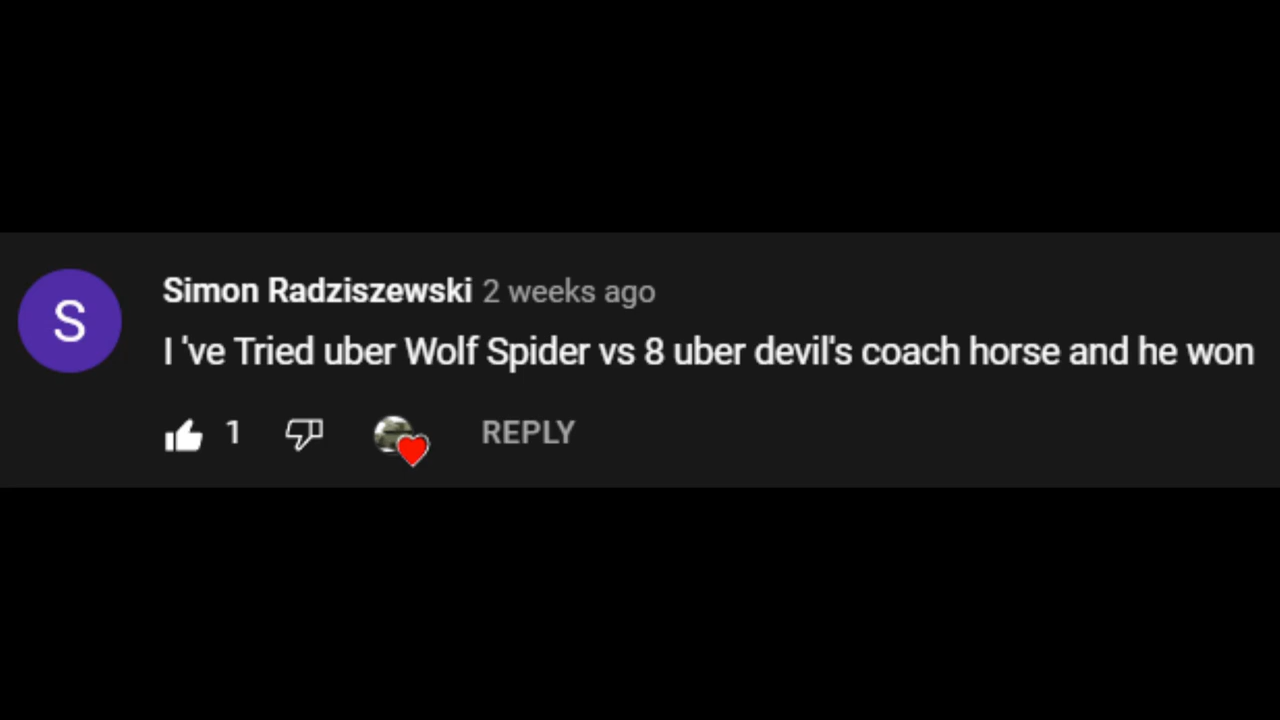 S
Simon Radziszewski 2 weeks ago
I 've Tried uber Wolf Spider vs 8 uber devil's coach horse and he won
1 REPLY